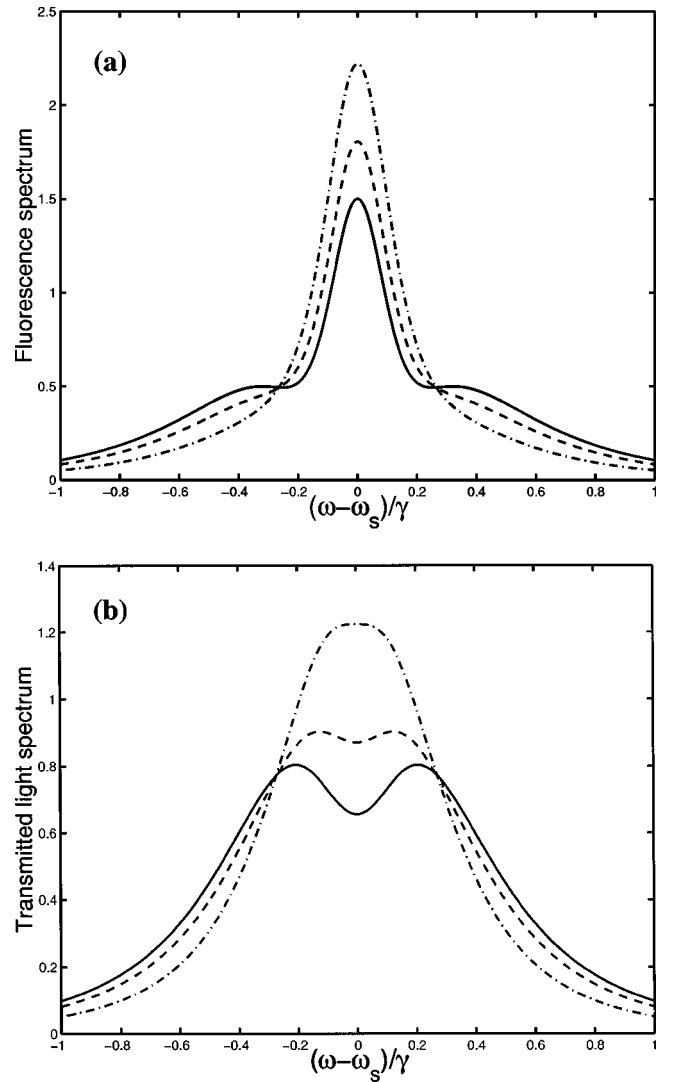 (a)
Fluorescence spectrum
2.5
2
1.5
1
0.5
0
-1 -0.8 -0.6 -0.4 -0.2 0 0.2 0.4 0.6 0.8 1
(ω-ωs)/γ
(b)
Transmitted light spectrum
1.4
1.2
1
0.8
0.6
0.4
0.2
0
-1 -0.8 -0.6 -0.4 -0.2 0 0.2 0.4 0.6 0.8 1
(ω-ωs)/γ